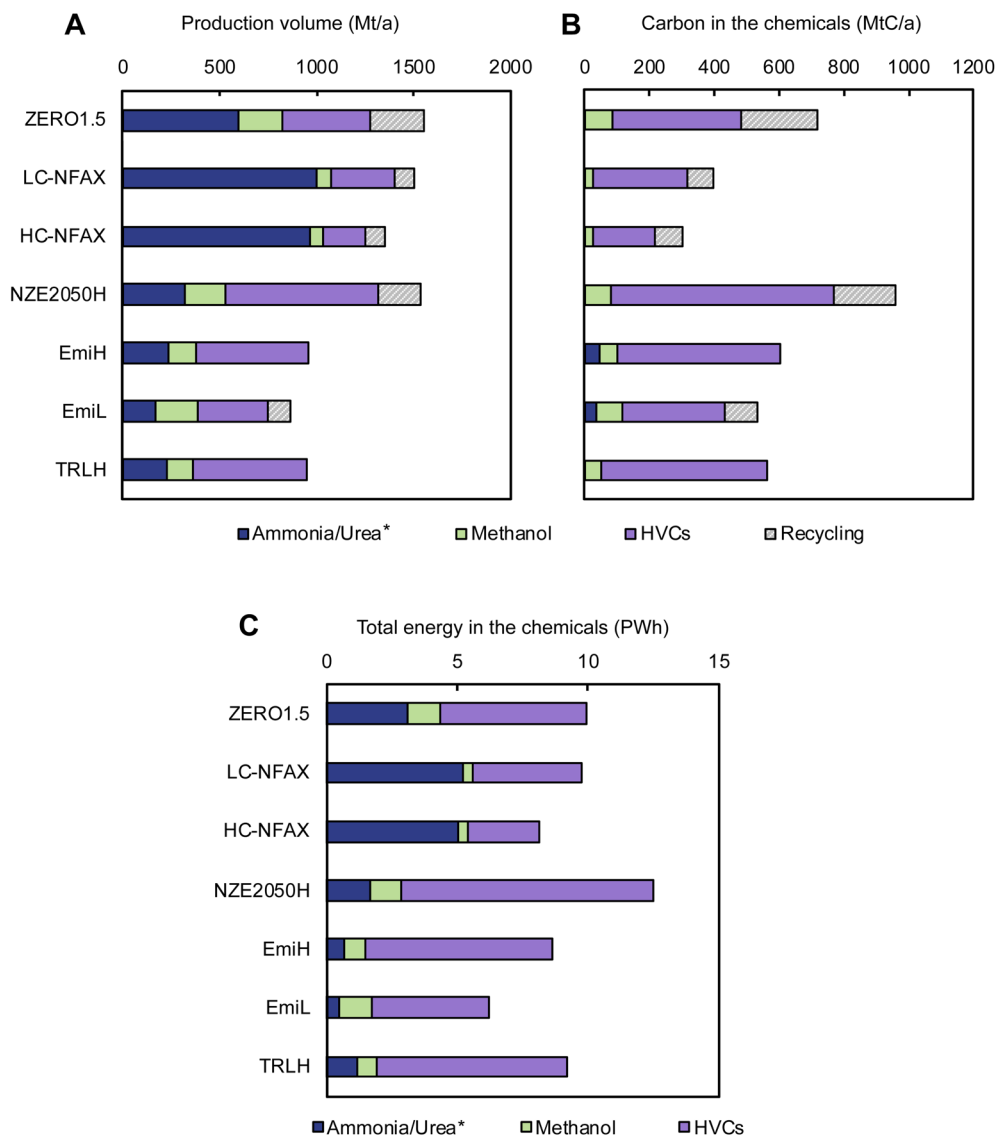 A Production volume (Mt/a)
0 500 1000 1500 2000
ZERO1.5
LC-NFAX
HC-NFAX
NZE2050H
EmiH
EmiL
TRLH
B Carbon in the chemicals (MtC/a)
0 200 400 600 800 1000 1200
Ammonia/Urea* Methanol HVCs Recycling
C Total energy in the chemicals (PWh)
0 5 10 15
ZERO1.5
LC-NFAX
HC-NFAX
NZE2050H
EmiH
EmiL
TRLH
Ammonia/Urea* Methanol HVCs